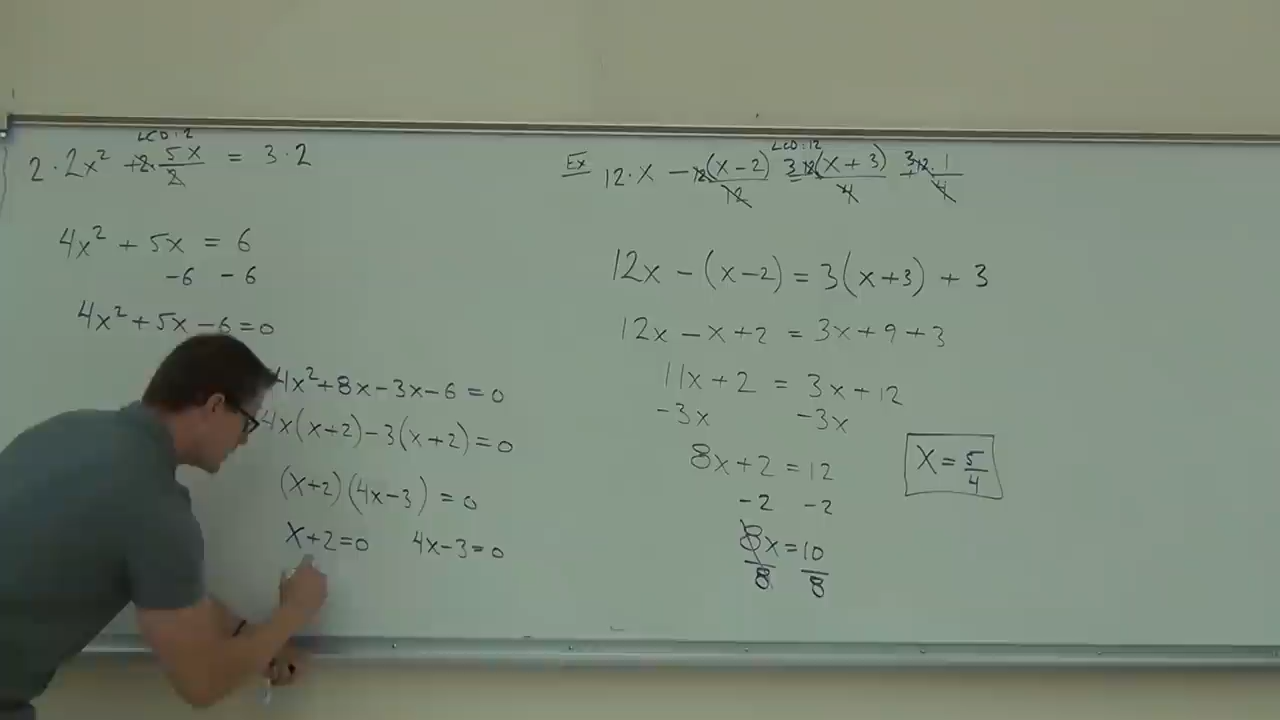 LCD:2
2·2x² +2·5x/2 = 3·2
4x² + 5x = 6
-6 -6
4x² + 5x - 6 = 0
4x² + 8x - 3x - 6 = 0
4x(x+2) - 3(x+2) = 0
(x+2)(4x-3) = 0
x+2=0 4x-3=0
LCD:12
Ex 12·x - 12(x-2)/12 = 3 12(x+3)/4 + 3 12·1/4
12x - (x-2) = 3(x+3) + 3
12x - x + 2 = 3x + 9 + 3
11x + 2 = 3x + 12
-3x -3x
8x + 2 = 12
-2 -2
8x/8 = 10/8
x = 5/4